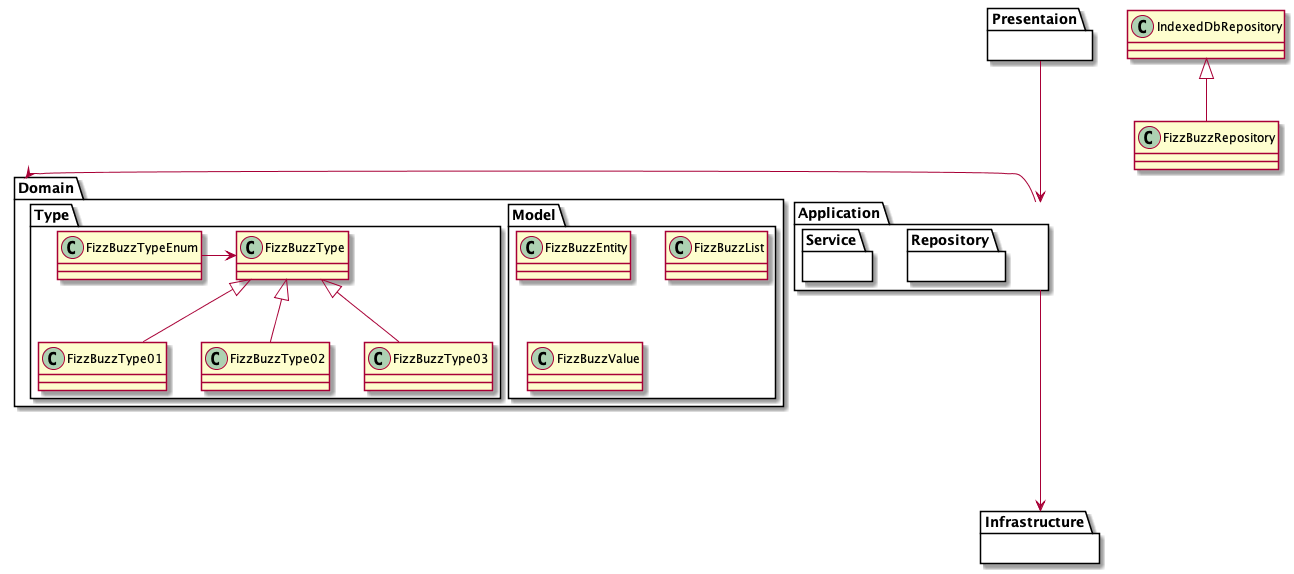 Presentaion
C IndexedDbRepository
C FizzBuzzRepository
Domain
Type
C FizzBuzzTypeEnum
C FizzBuzzType
C FizzBuzzType01
C FizzBuzzType02
C FizzBuzzType03
Model
C FizzBuzzEntity
C FizzBuzzList
C FizzBuzzValue
Application
Service
Repository
Infrastructure